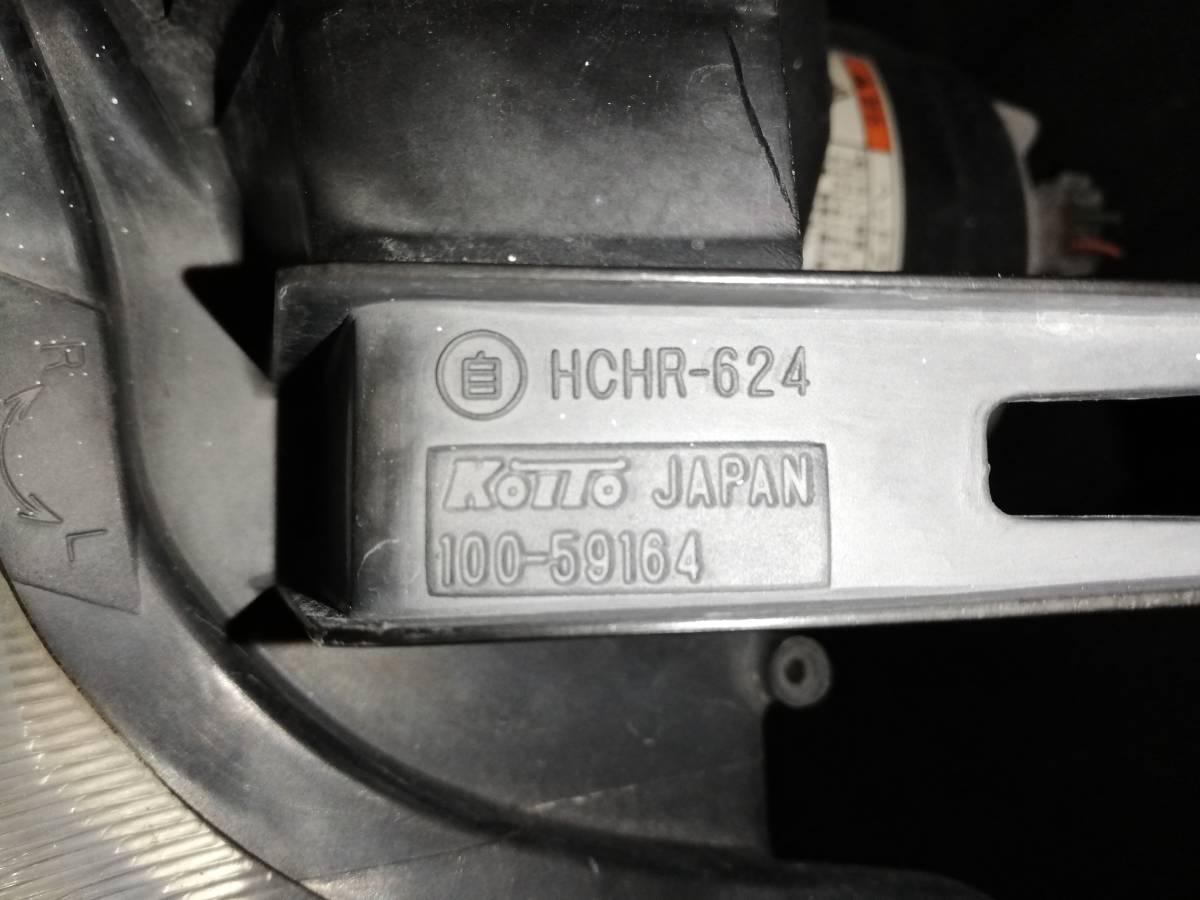 自 HCHR-624
KOITO JAPAN
100-59164
R
L